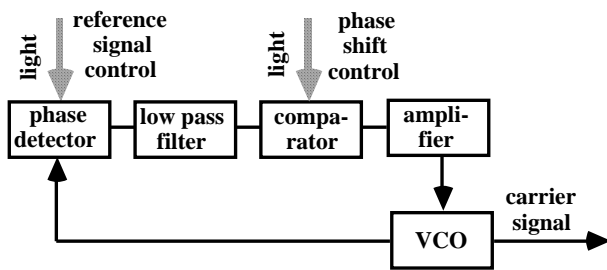 light
reference
signal
control
light
phase
shift
control
phase
detector
low pass
filter
compa-
rator
ampli-
fier
VCO
carrier
signal